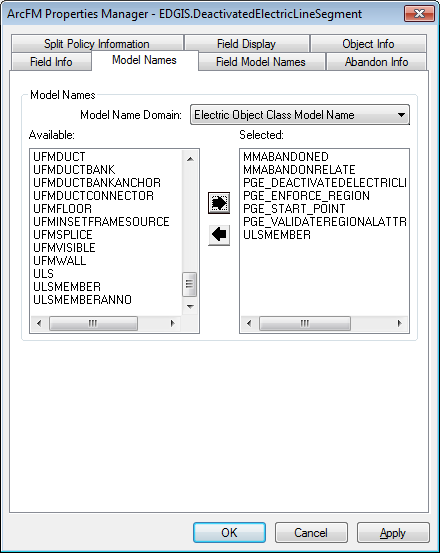 ArcFM Properties Manager - EDGIS.DeactivatedElectricLineSegment
Split Policy Information Field Display Object Info
Field Info Model Names Field Model Names Abandon Info
Model Names
Model Name Domain: Electric Object Class Model Name
Available: Selected:
UFMDUCT
UFMDUCTBANK
UFMDUCTBANKANCHOR
UFMDUCTCONNECTOR
UFMFLOOR
UFMINSETFRAMESOURCE
UFMSPLICE
UFMVISIBLE
UFMWALL
ULS
ULSMEMBER
ULSMEMBERANNO
MMABANDONED
MMABANDONRELATE
PGE_DEACTIVATEDELECTRICLI
PGE_ENFORCE_REGION
PGE_START_POINT
PGE_VALIDATEREGIONALATTR
ULSMEMBER
OK Cancel Apply